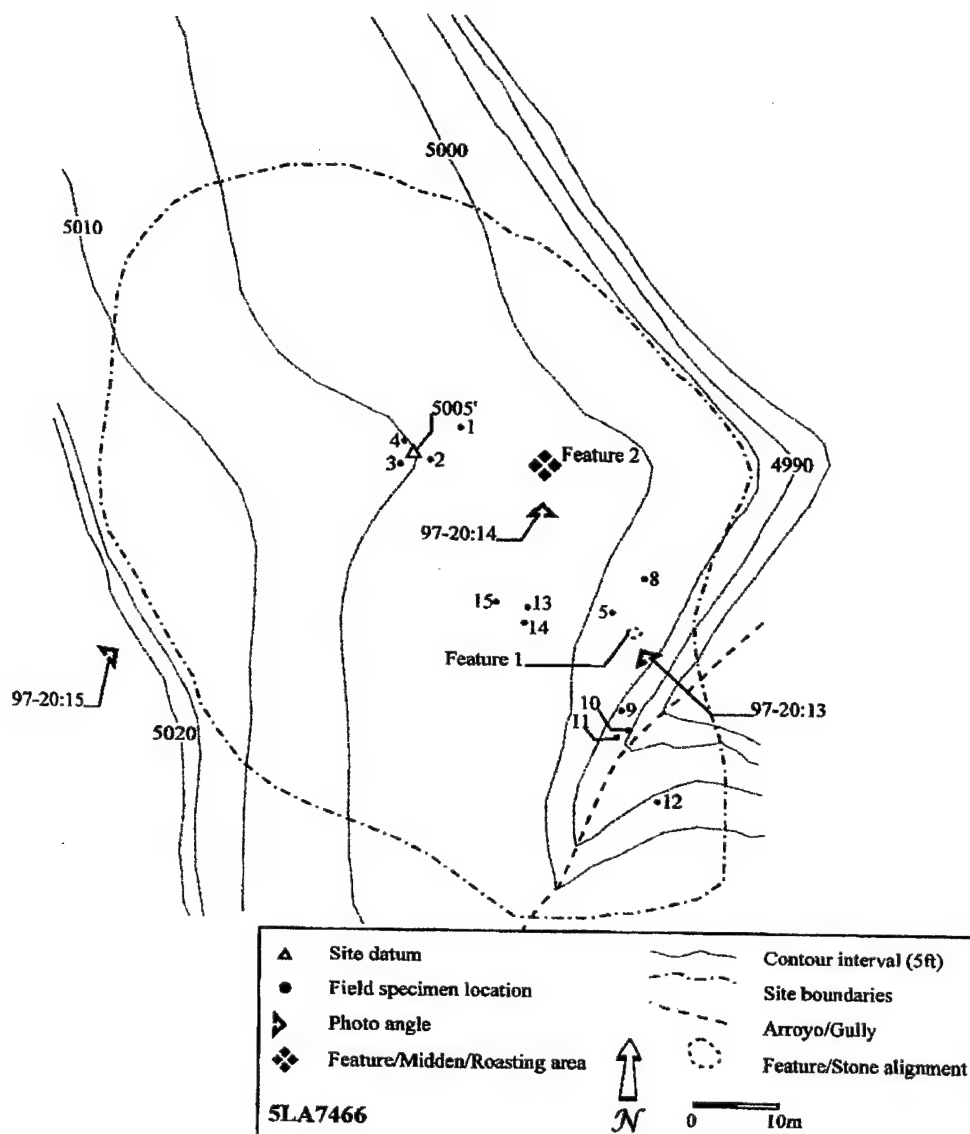 5000
5010
5005'
1
4
2
3
Feature 2
4990
97-20:14
8
15
13
5
14
Feature 1
97-20:15
10
9
97-20:13
11
5020
12
Site datum
Contour interval (5ft)
Field specimen location
Site boundaries
Photo angle
Arroyo/Gully
Feature/Midden/Roasting area
Feature/Stone alignment
5LA7466
N
0 10m